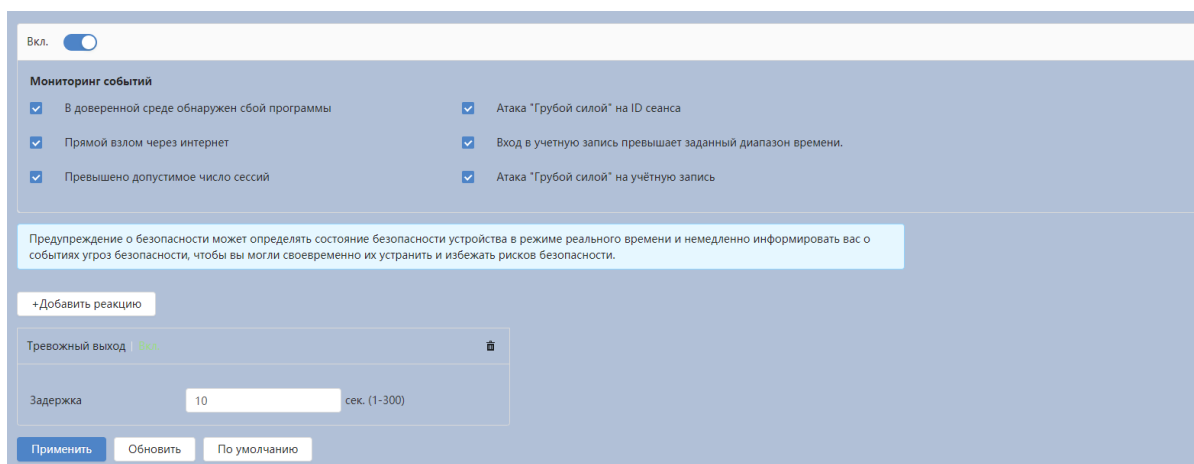 Вкл.
Мониторинг событий
В доверенной среде обнаружен сбой программы
Атака "Грубой силой" на ID сеанса
Прямой взлом через интернет
Вход в учетную запись превышает заданный диапазон времени.
Превышено допустимое число сессий
Атака "Грубой силой" на учётную запись
Предупреждение о безопасности может определять состояние безопасности устройства в режиме реального времени и немедленно информировать вас о
событиях угроз безопасности, чтобы вы могли своевременно их устранить и избежать рисков безопасности.
+Добавить реакцию
Тревожный выход |
Задержка 10 сек. (1-300)
Применить Обновить По умолчанию